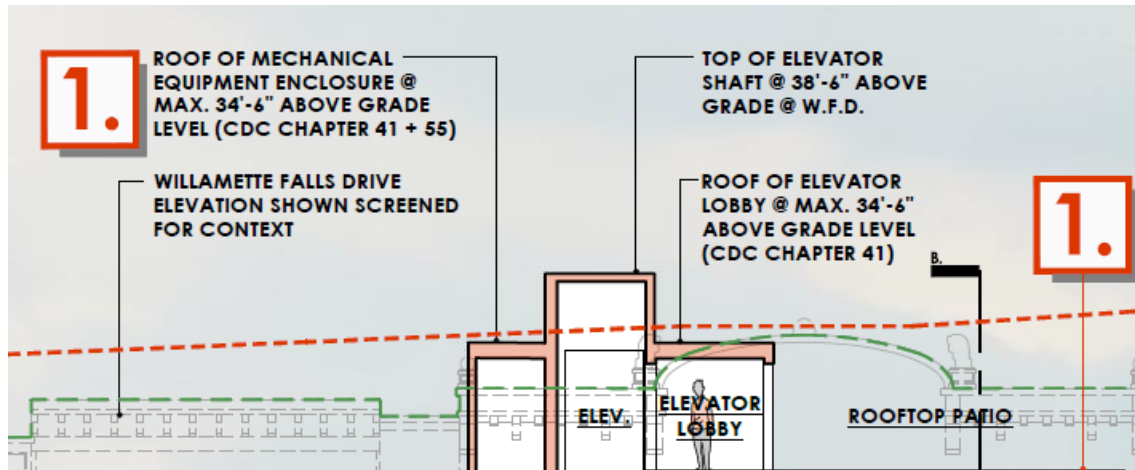 1.
ROOF OF MECHANICAL
EQUIPMENT ENCLOSURE @
MAX. 34'-6" ABOVE GRADE
LEVEL (CDC CHAPTER 41 + 55)
TOP OF ELEVATOR
SHAFT @ 38'-6" ABOVE
GRADE @ W.F.D.
WILLAMETTE FALLS DRIVE
ELEVATION SHOWN SCREENED
FOR CONTEXT
ROOF OF ELEVATOR
LOBBY @ MAX. 34'-6"
ABOVE GRADE LEVEL
(CDC CHAPTER 41)
B.
1.
ELEV.
ELEVATOR
LOBBY
ROOFTOP PATIO